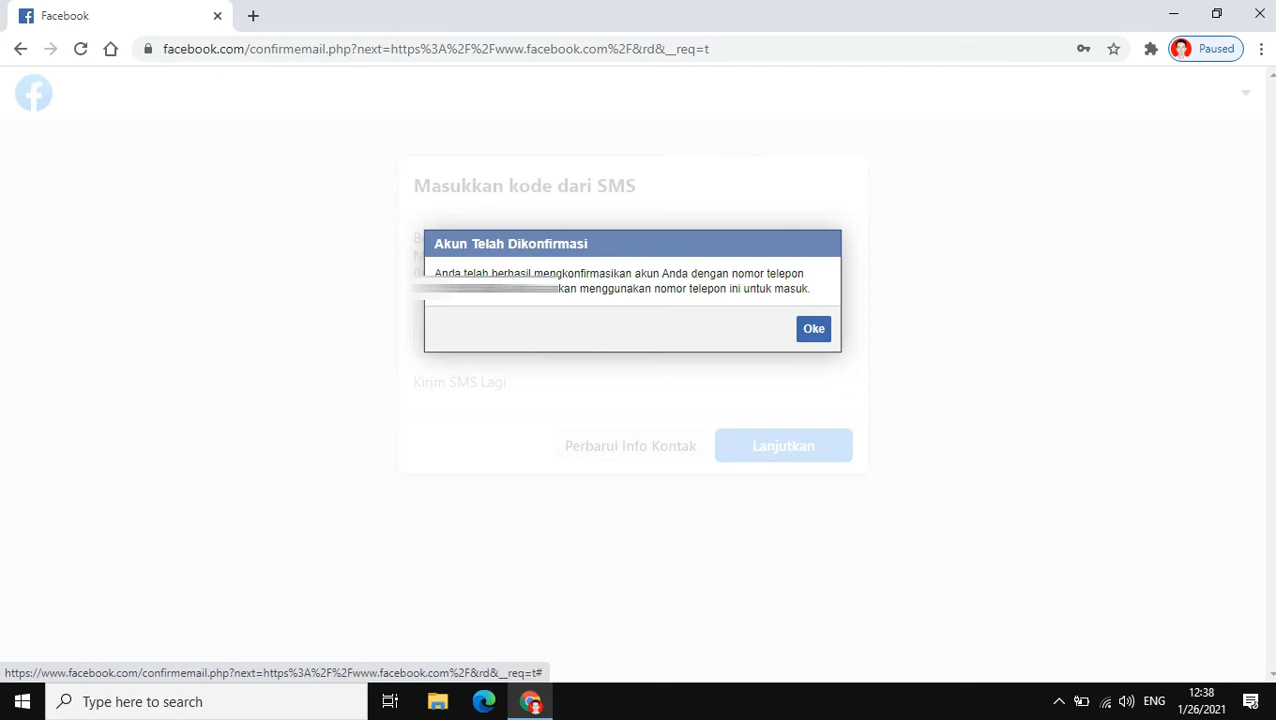 Facebook
facebook.com/confirmemail.php?next=https%3A%2F%2Fwww.facebook.com%2F&rd&__req=t
Paused
Masukkan kode dari SMS
Akun Telah Dikonfirmasi
Anda telah berhasil mengkonfirmasikan akun Anda dengan nomor telepon
menggunakan nomor telepon ini untuk masuk.
Oke
Kirim SMS Lagi
Perbarui Info Kontak
Lanjutkan
https://www.facebook.com/confirmemail.php?next=https%3A%2F%2Fwww.facebook.com%2F&rd&__req=t#
Type here to search
ENG
12:38
1/26/2021